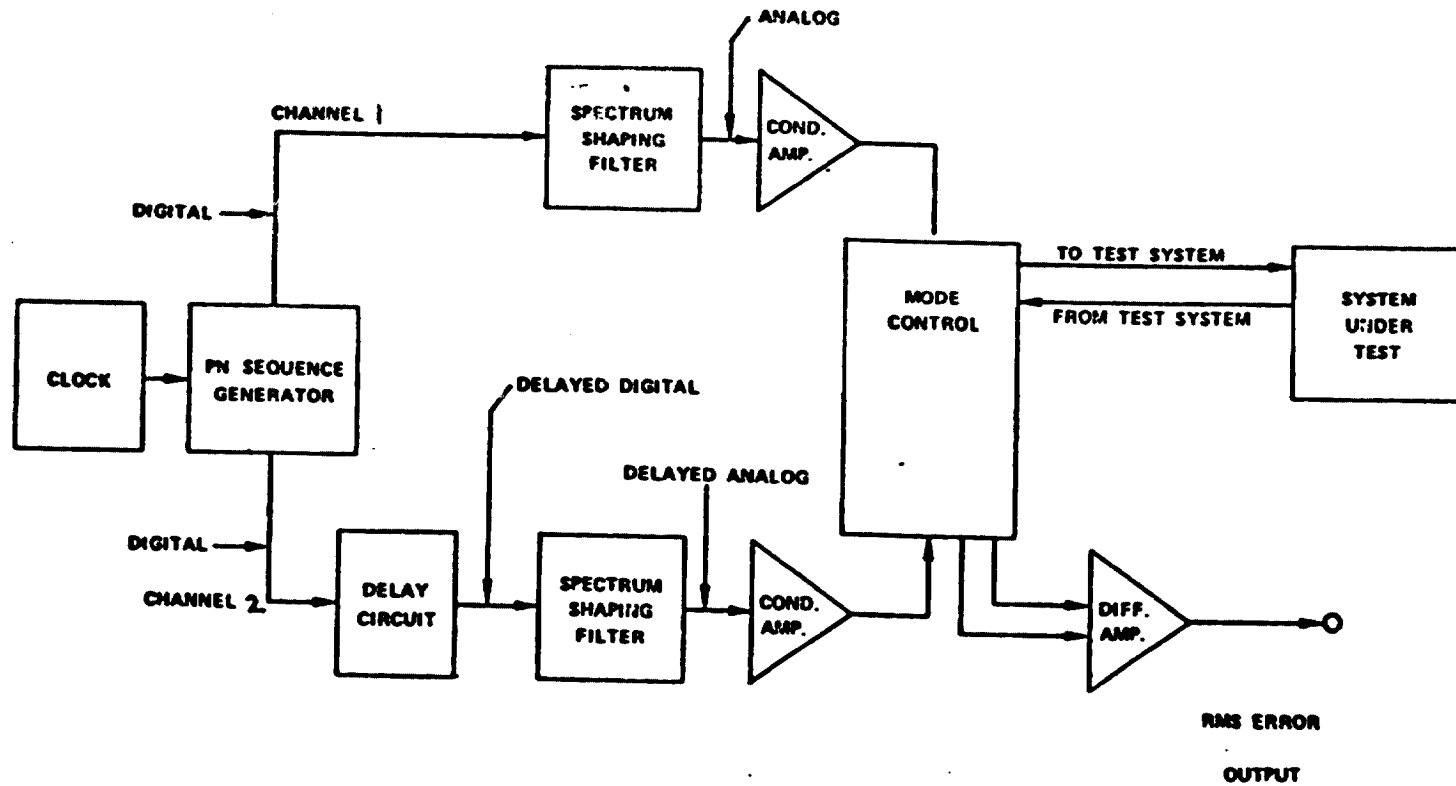 ANALOG
CHANNEL 1
SPECTRUM
SHAPING
FILTER
COND.
AMP.
DIGITAL
TO TEST SYSTEM
FROM TEST SYSTEM
MODE
CONTROL
SYSTEM
UNDER
TEST
CLOCK
PN SEQUENCE
GENERATOR
DELAYED DIGITAL
DELAYED ANALOG
DIGITAL
CHANNEL 2
DELAY
CIRCUIT
SPECTRUM
SHAPING
FILTER
COND.
AMP.
DIFF.
AMP.
RMS ERROR
OUTPUT